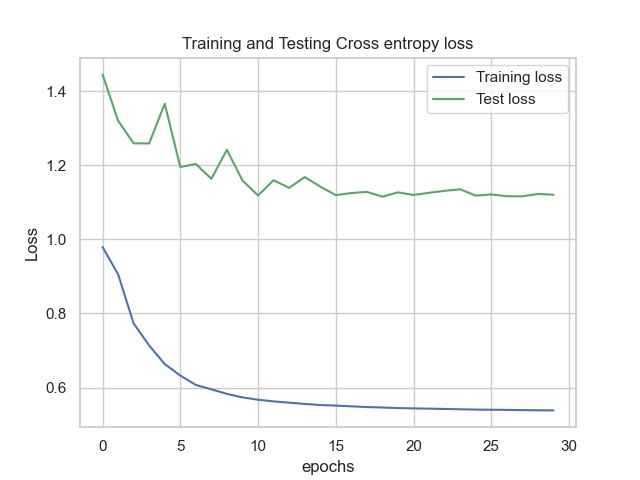 Training and Testing Cross entropy loss
Training loss
Test loss
1.4
1.2
1.0
0.8
0.6
Loss
0 5 10 15 20 25 30
epochs